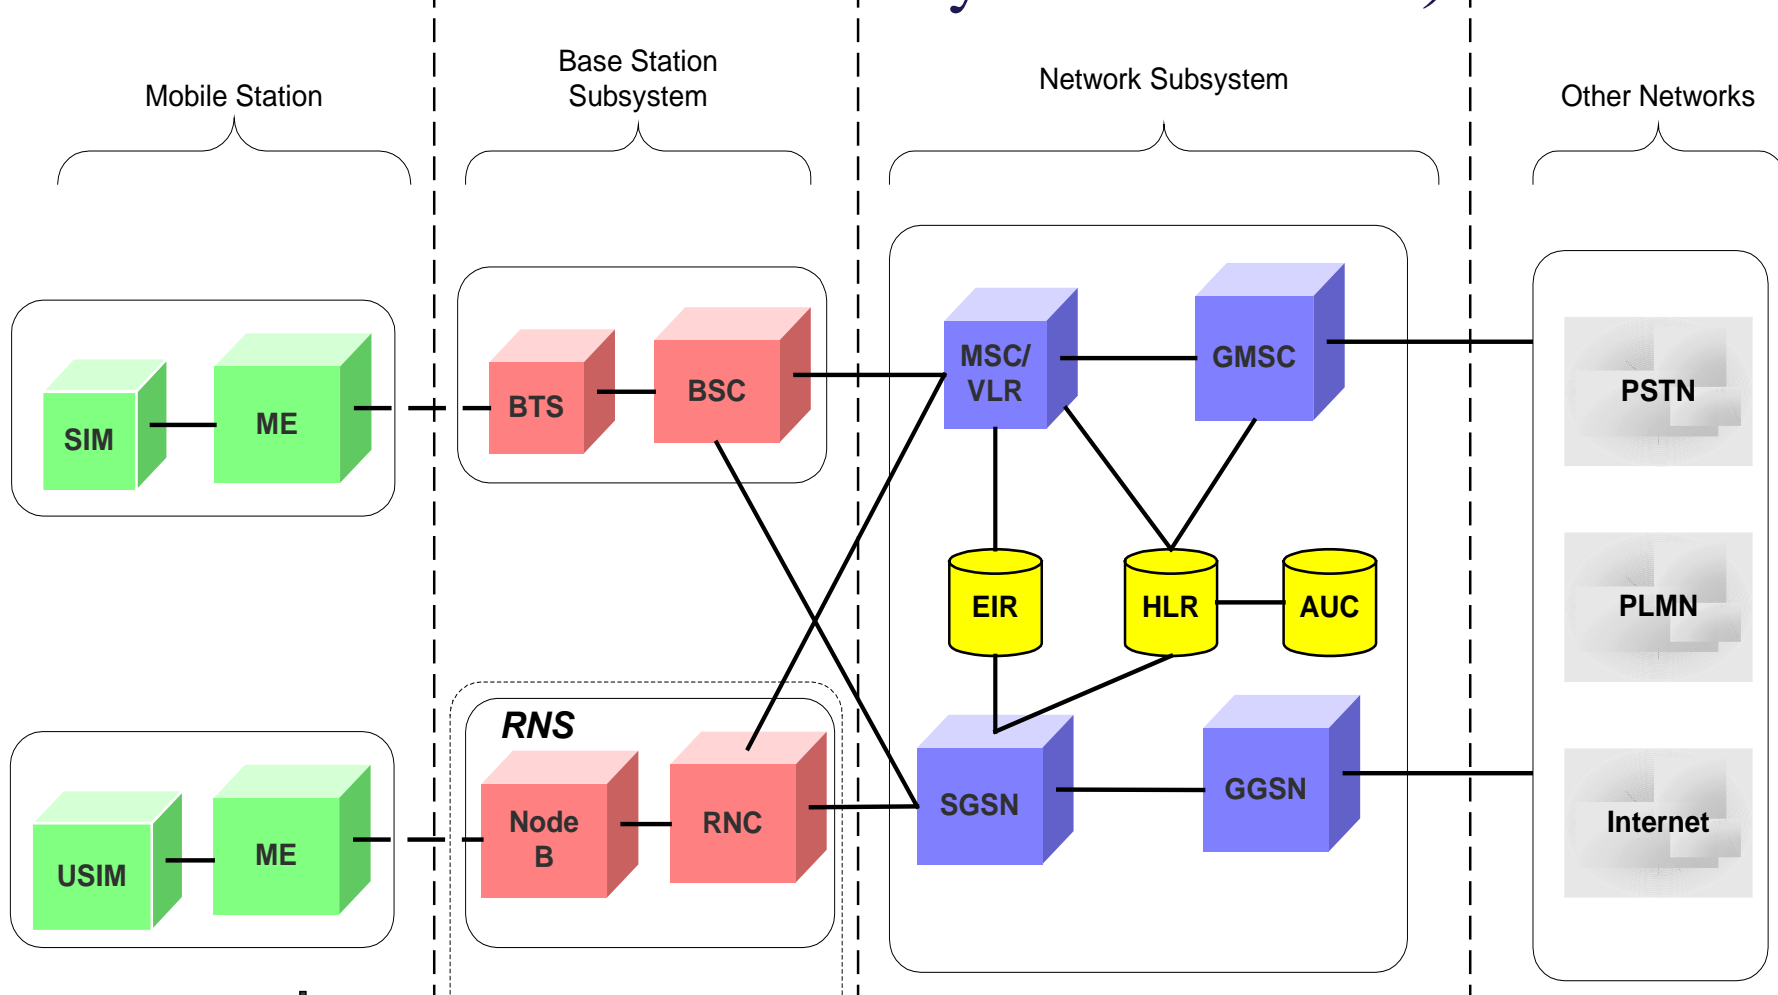 Mobile Station
Base Station
Subsystem
Network Subsystem
Other Networks
SIM
ME
BTS
BSC
MSC/
VLR
GMSC
PSTN
EIR
HLR
AUC
PLMN
RNS
USIM
ME
Node
B
RNC
SGSN
GGSN
Internet